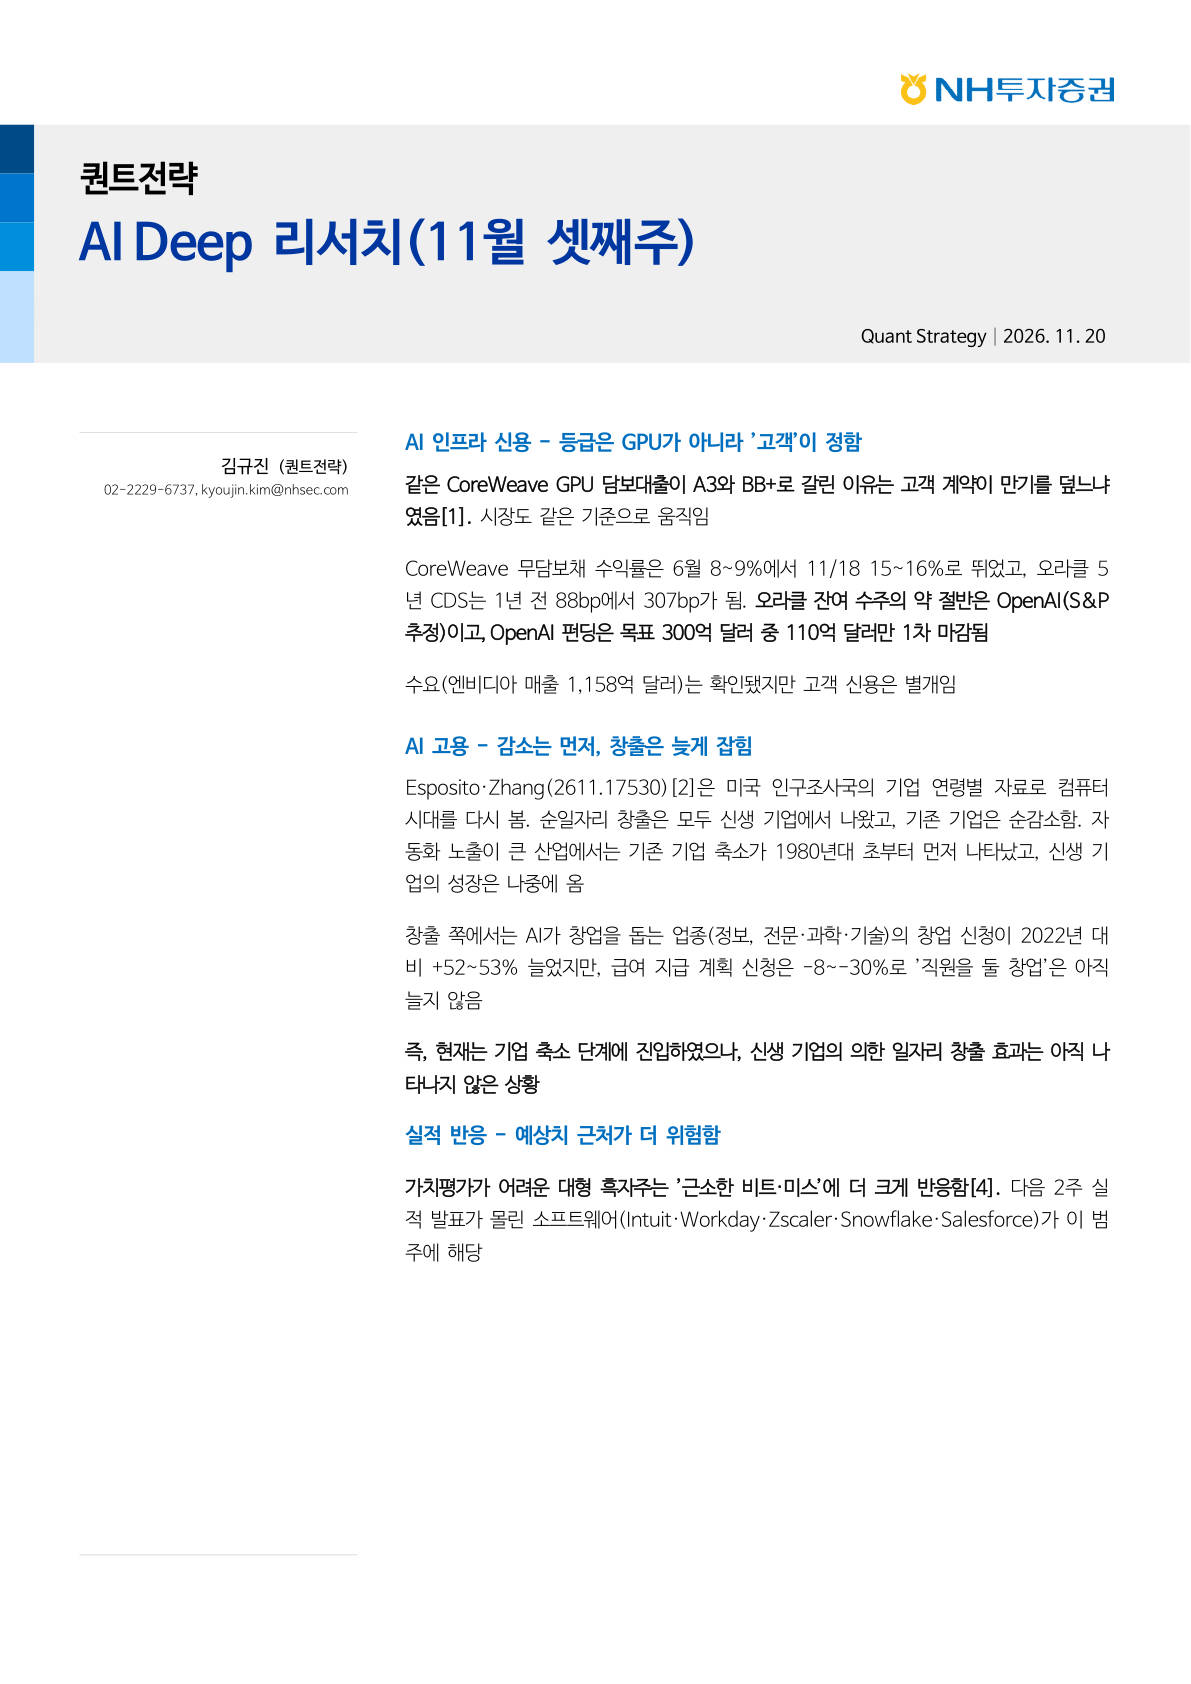 NH투자증권
퀀트전략
AI Deep 리서치(11월 셋째주)
Quant Strategy | 2026. 11. 20
김규진 (퀀트전략)
02-2229-6737, kyoujin.kim@nhsec.com
AI 인프라 신용 - 등급은 GPU가 아니라 '고객'이 정함
같은 CoreWeave GPU 담보대출이 A3와 BB+로 갈린 이유는 고객 계약이 만기를 덮느냐
였음[1]. 시장도 같은 기준으로 움직임
CoreWeave 무담보채 수익률은 6월 8~9%에서 11/18 15~16%로 뛰었고, 오라클 5
년 CDS는 1년 전 88bp에서 307bp가 됨. 오라클 잔여 수주의 약 절반은 OpenAI(S&P
추정)이고, OpenAI 펀딩은 목표 300억 달러 중 110억 달러만 1차 마감됨
수요(엔비디아 매출 1,158억 달러)는 확인됐지만 고객 신용은 별개임
AI 고용 - 감소는 먼저, 창출은 늦게 잡힘
Esposito·Zhang(2611.17530)[2]은 미국 인구조사국의 기업 연령별 자료로 컴퓨터
시대를 다시 봄. 순일자리 창출은 모두 신생 기업에서 나왔고, 기존 기업은 순감소함. 자
동화 노출이 큰 산업에서는 기존 기업 축소가 1980년대 초부터 먼저 나타났고, 신생 기
업의 성장은 나중에 옴
창출 쪽에서는 AI가 창업을 돕는 업종(정보, 전문·과학·기술)의 창업 신청이 2022년 대
비 +52~53% 늘었지만, 급여 지급 계획 신청은 -8~-30%로 '직원을 둘 창업'은 아직
늘지 않음
즉, 현재는 기업 축소 단계에 진입하였으나, 신생 기업의 의한 일자리 창출 효과는 아직 나
타나지 않은 상황
실적 반응 - 예상치 근처가 더 위험함
가치평가가 어려운 대형 흑자주는 '근소한 비트·미스'에 더 크게 반응함[4]. 다음 2주 실
적 발표가 몰린 소프트웨어(Intuit·Workday·Zscaler·Snowflake·Salesforce)가 이 범
주에 해당